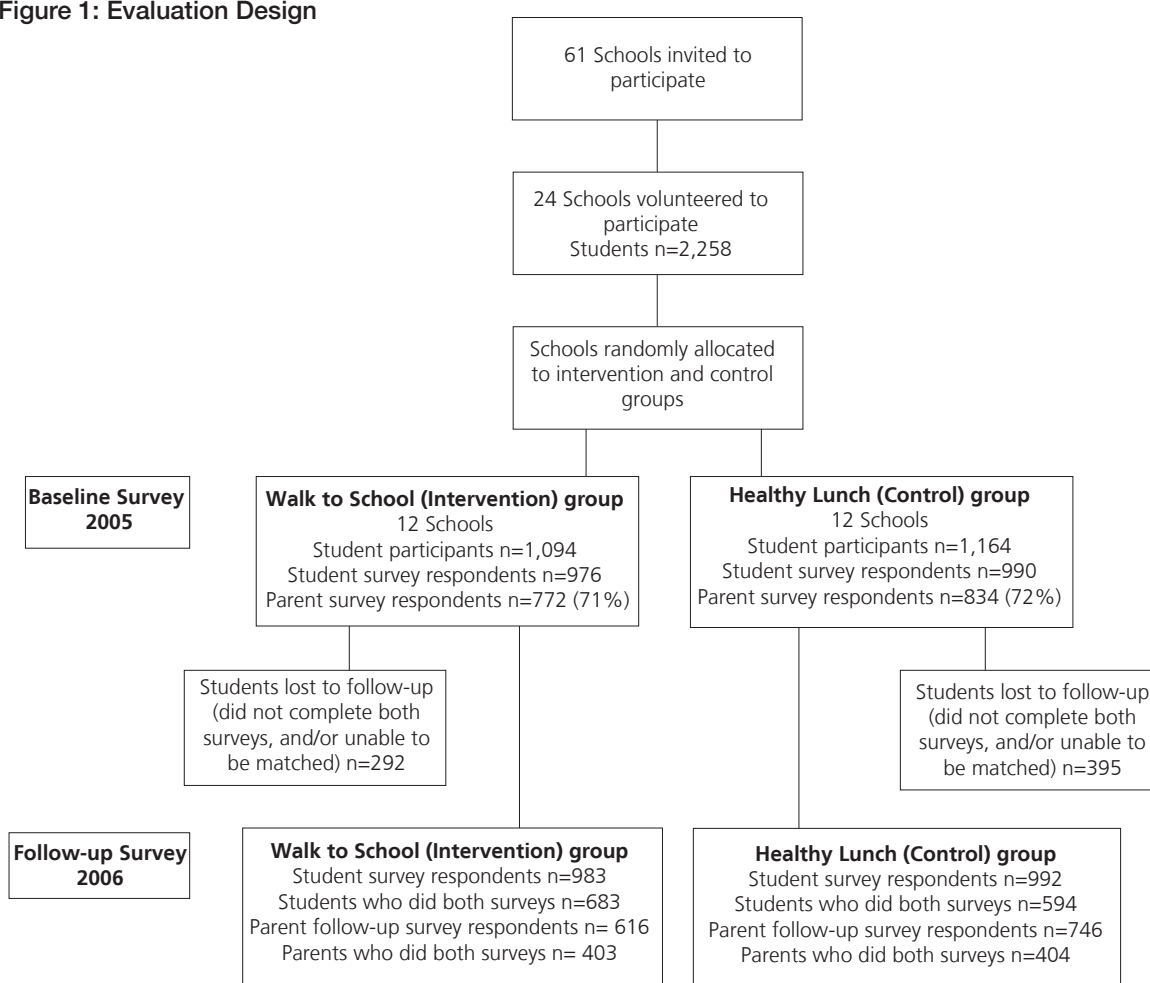 Figure 1: Evaluation Design
61 Schools invited to
participate
24 Schools volunteered to
participate
Students n=2,258
Schools randomly allocated
to intervention and control
groups
Baseline Survey
2005
Walk to School (Intervention) group
12 Schools
Student participants n=1,094
Student survey respondents n=976
Parent survey respondents n=772 (71%)
Healthy Lunch (Control) group
12 Schools
Student participants n=1,164
Student survey respondents n=990
Parent survey respondents n=834 (72%)
Students lost to follow-up
(did not complete both
surveys, and/or unable to
be matched) n=292
Students lost to follow-up
(did not complete both
surveys, and/or unable to
be matched) n=395
Follow-up Survey
2006
Walk to School (Intervention) group
Student survey respondents n=983
Students who did both surveys n=683
Parent follow-up survey respondents n= 616
Parents who did both surveys n= 403
Healthy Lunch (Control) group
Student survey respondents n=992
Students who did both surveys n=594
Parent follow-up survey respondents n=746
Parents who did both surveys n=404